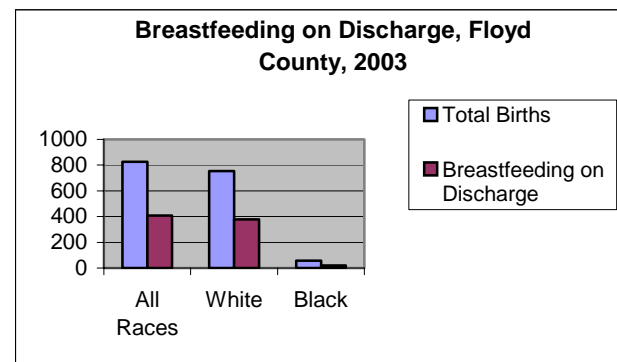 Breastfeeding on Discharge, Floyd
County, 2003
Total Births
Breastfeeding on
Discharge
1000
800
600
400
200
0
All
Races
White
Black